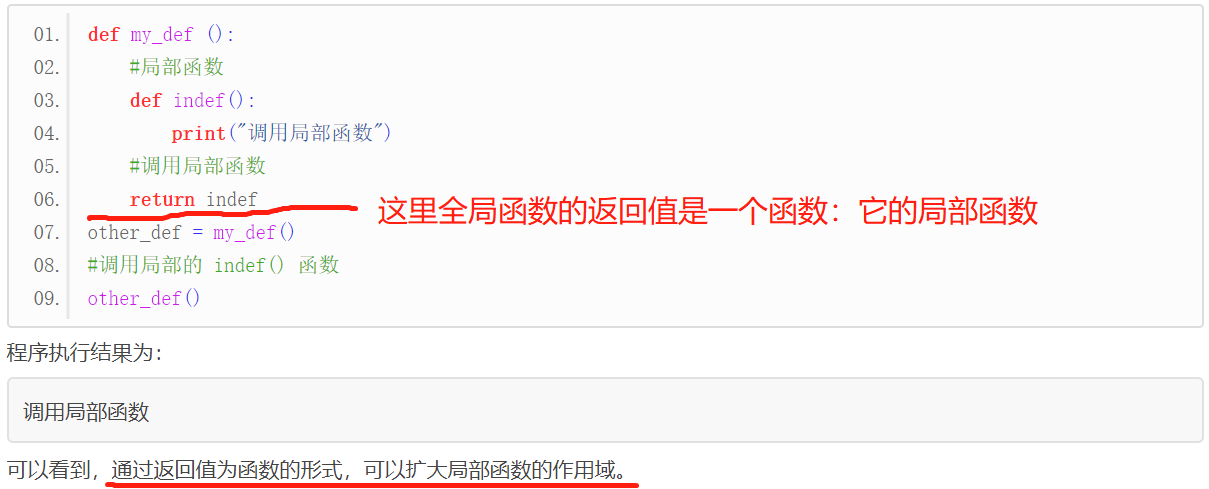 01. def my_def ():
02. #局部函数
03. def indef():
04. print("调用局部函数")
05. #调用局部函数
06. return indef
这里全局函数的返回值是一个函数：它的局部函数
07. other_def = my_def()
08. #调用局部的 indef() 函数
09. other_def()
程序执行结果为：
调用局部函数
可以看到，通过返回值为函数的形式，可以扩大局部函数的作用域。